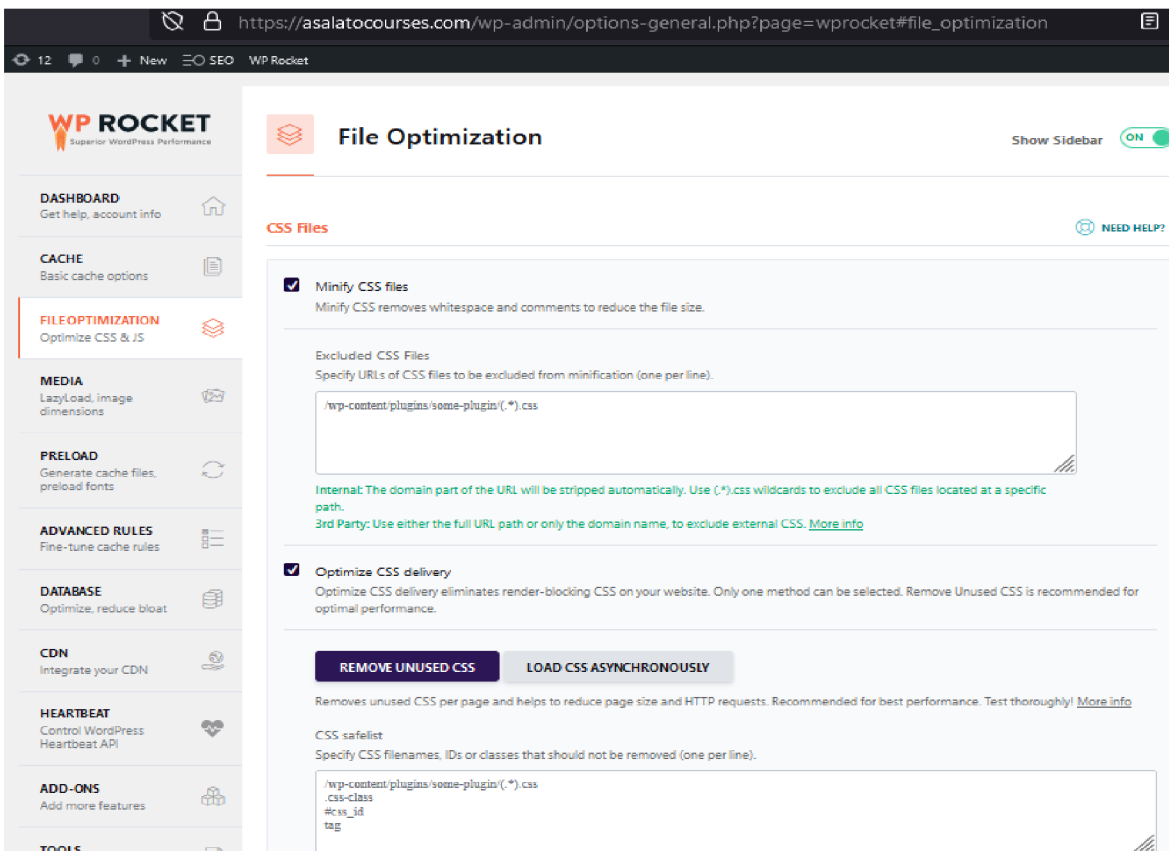 https://asalatocourses.com/wp-admin/options-general.php?page=wprocket#file_optimization
12 0 + New SEO WP Rocket
WP ROCKET
Superior WordPress Performance
DASHBOARD
Get help, account info
CACHE
Basic cache options
FILE OPTIMIZATION
Optimize CSS & JS
MEDIA
LazyLoad, image
dimensions
PRELOAD
Generate cache files,
preload fonts
ADVANCED RULES
Fine-tune cache rules
DATABASE
Optimize, reduce bloat
CDN
Integrate your CDN
HEARTBEAT
Control WordPress
Heartbeat API
ADD-ONS
Add more features
TOOLS
File Optimization
Show Sidebar ON
CSS Files
NEED HELP?
Minify CSS files
Minify CSS removes whitespace and comments to reduce the file size.
Excluded CSS Files
Specify URLs of CSS files to be excluded from minification (one per line).
/wp-content/plugins/some-plugin/(.*).css
Internal: The domain part of the URL will be stripped automatically. Use (.*).css wildcards to exclude all CSS files located at a specific
path.
3rd Party: Use either the full URL path or only the domain name, to exclude external CSS. More info
Optimize CSS delivery
Optimize CSS delivery eliminates render-blocking CSS on your website. Only one method can be selected. Remove Unused CSS is recommended for
optimal performance.
REMOVE UNUSED CSS LOAD CSS ASYNCHRONOUSLY
Removes unused CSS per page and helps to reduce page size and HTTP requests. Recommended for best performance. Test thoroughly! More info
CSS safelist
Specify CSS filenames, IDs or classes that should not be removed (one per line).
/wp-content/plugins/some-plugin/(.*).css
.css-class
#css_id
tag